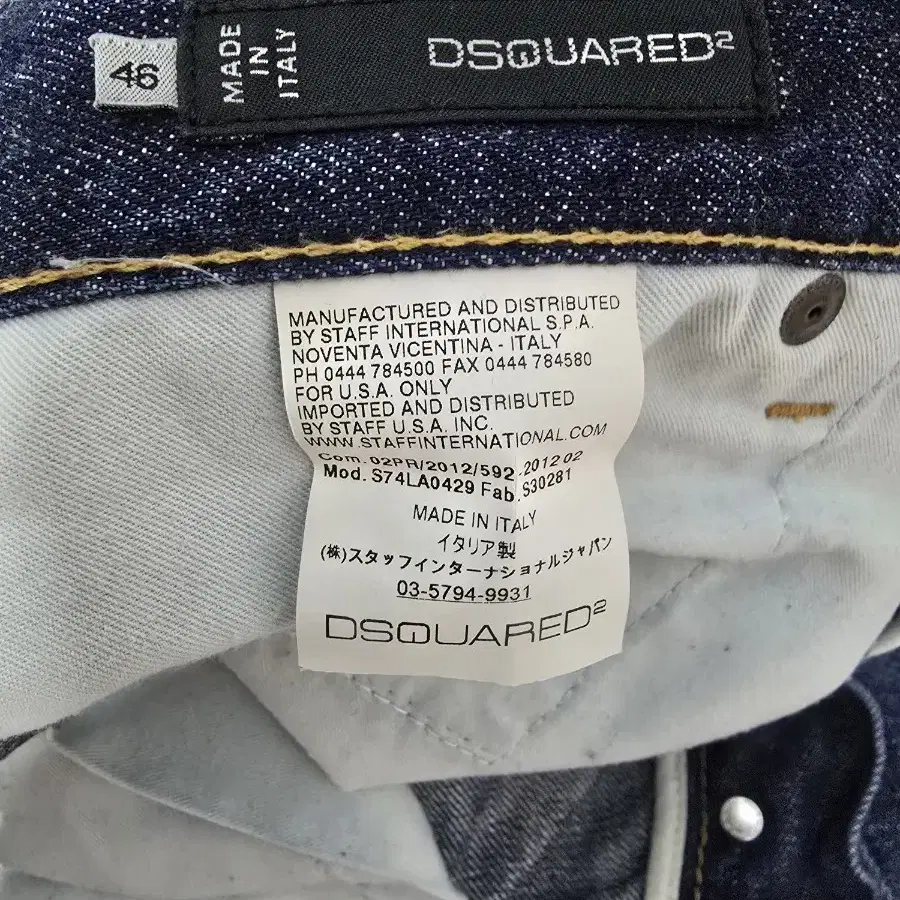 46
MADE
IN
ITALY
DSQUARED2
MANUFACTURED AND DISTRIBUTED
BY STAFF INTERNATIONAL S.P.A.
NOVENTA VICENTINA - ITALY
PH 0444 784500 FAX 0444 784580
FOR U.S.A. ONLY
IMPORTED AND DISTRIBUTED
BY STAFF U.S.A. INC.
WWW.STAFFINTERNATIONAL.COM
Com. 02PR/2012/592.2012 02
Mod. S74LA0429 Fab.S30281
MADE IN ITALY
イタリア製
(株)スタッフインターナショナルジャパン
03-5794-9931
DSQUARED2